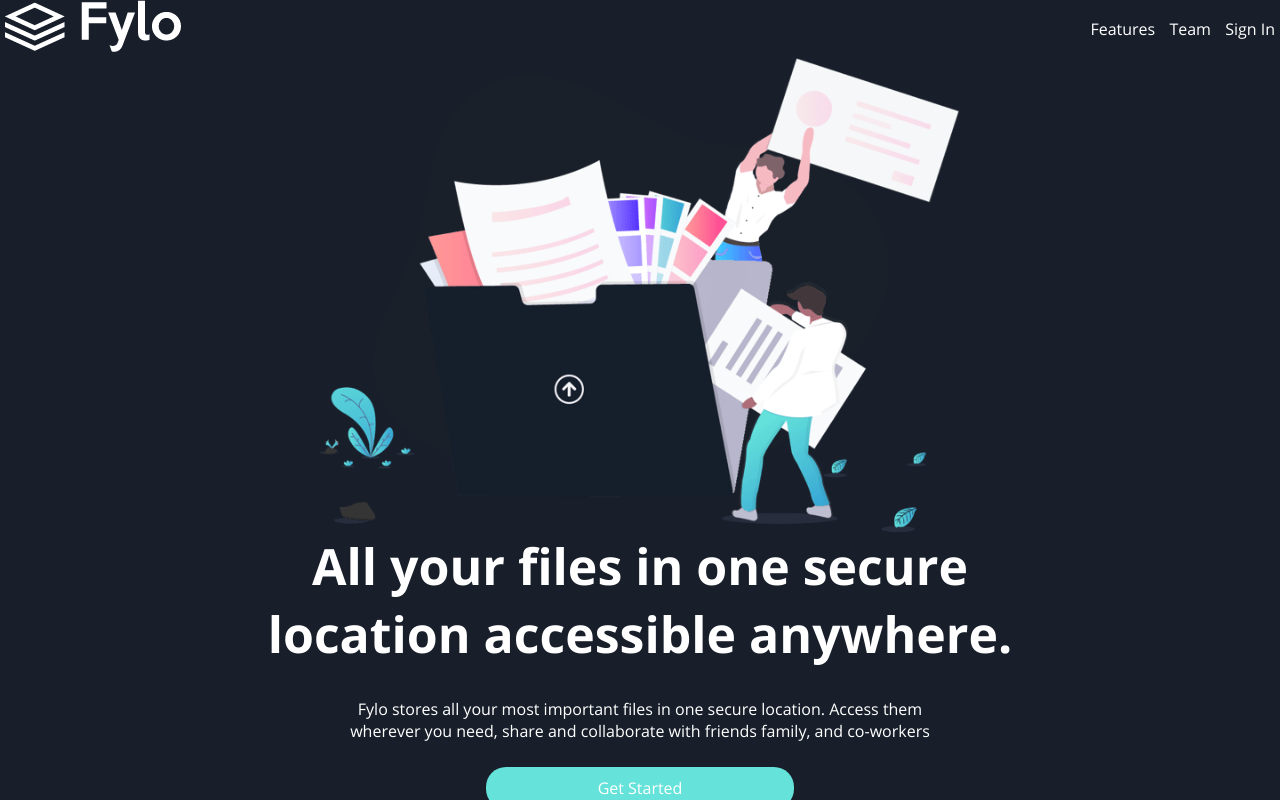 Fylo
Features Team Sign In
All your files in one secure
location accessible anywhere.
Fylo stores all your most important files in one secure location. Access them
wherever you need, share and collaborate with friends family, and co-workers
Get Started